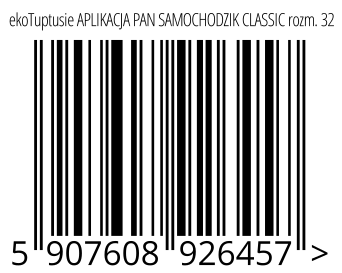 ekoTuptusie APLIKACJA PAN SAMOCHODZIK CLASSIC rozm. 32
5 907608 926457 >